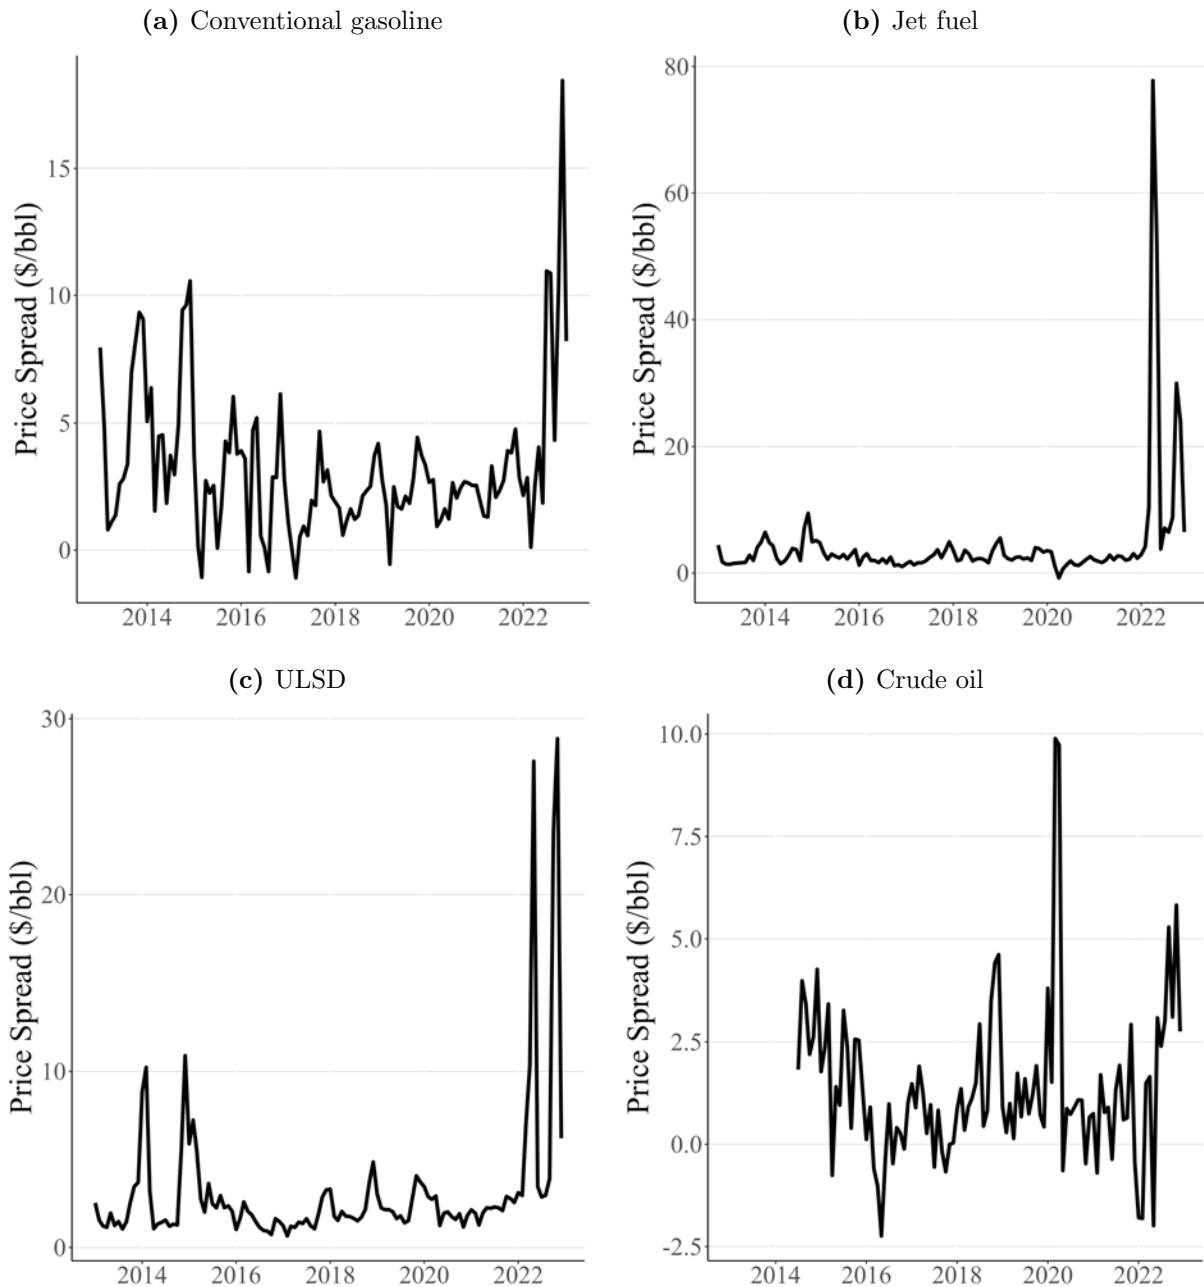 (a) Conventional gasoline
Price Spread ($/bbl)
15
10
5
0
2014 2016 2018 2020 2022
(b) Jet fuel
Price Spread ($/bbl)
80
60
40
20
0
2014 2016 2018 2020 2022
(c) ULSD
Price Spread ($/bbl)
30
20
10
0
2014 2016 2018 2020 2022
(d) Crude oil
Price Spread ($/bbl)
10.0
7.5
5.0
2.5
0.0
-2.5
2014 2016 2018 2020 2022